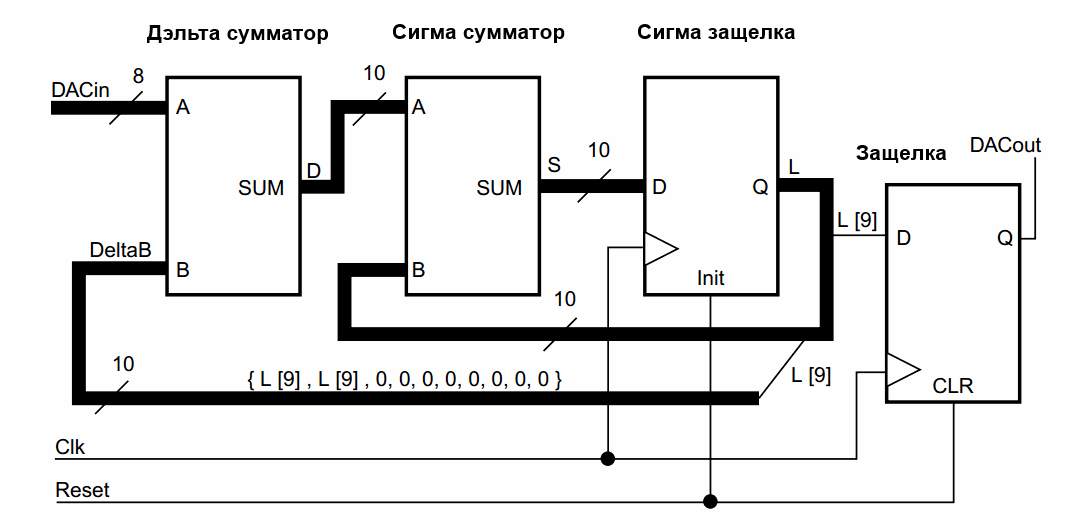 Дэльта сумматор
Сигма сумматор
Сигма защелка
DACin
8
A
SUM
D
DeltaB
B
10
A
SUM
S
B
10
D
Q
Init
L
10
Защелка
DACout
L [9]
D
Q
CLR
10
{ L [9] , L [9] , 0, 0, 0, 0, 0, 0, 0, 0 }
L [9]
Clk
Reset